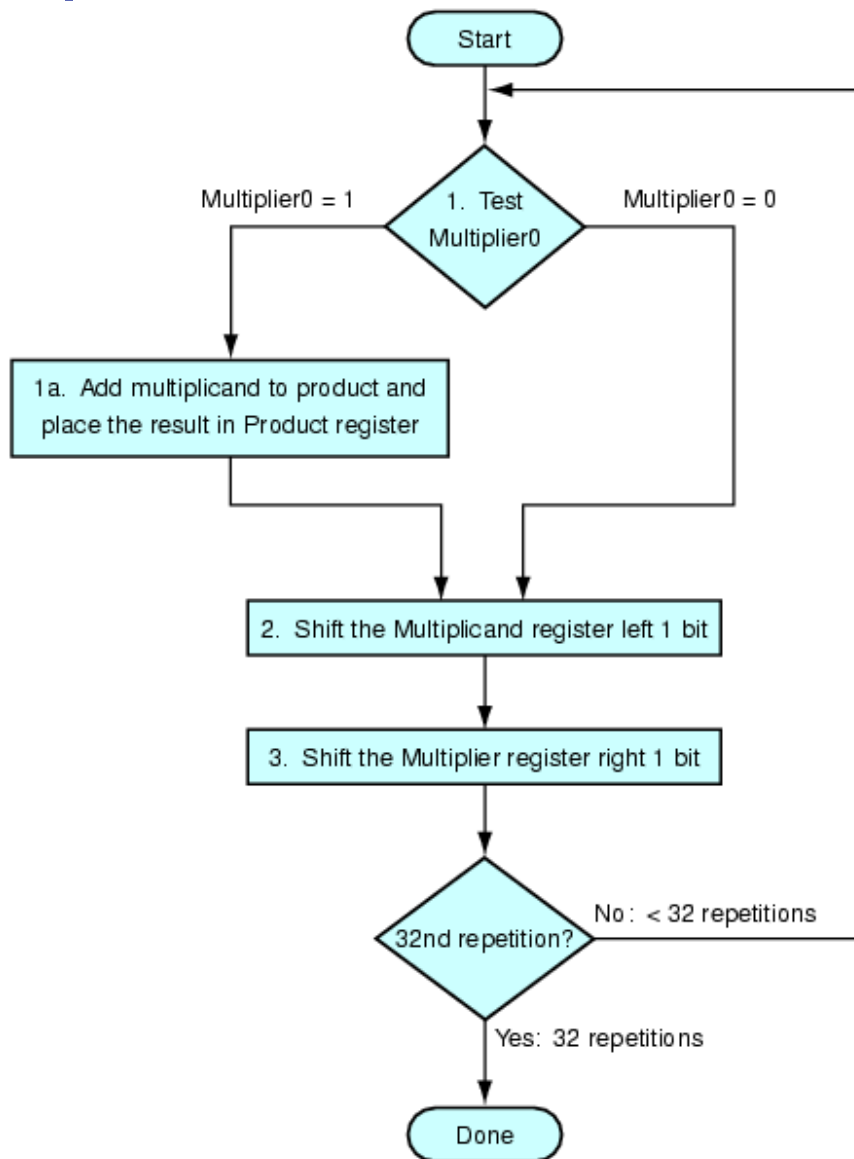 Start
Multiplier0 = 1
1. Test
Multiplier0
Multiplier0 = 0
1a. Add multiplicand to product and
place the result in Product register
2. Shift the Multiplicand register left 1 bit
3. Shift the Multiplier register right 1 bit
32nd repetition?
No: < 32 repetitions
Yes: 32 repetitions
Done